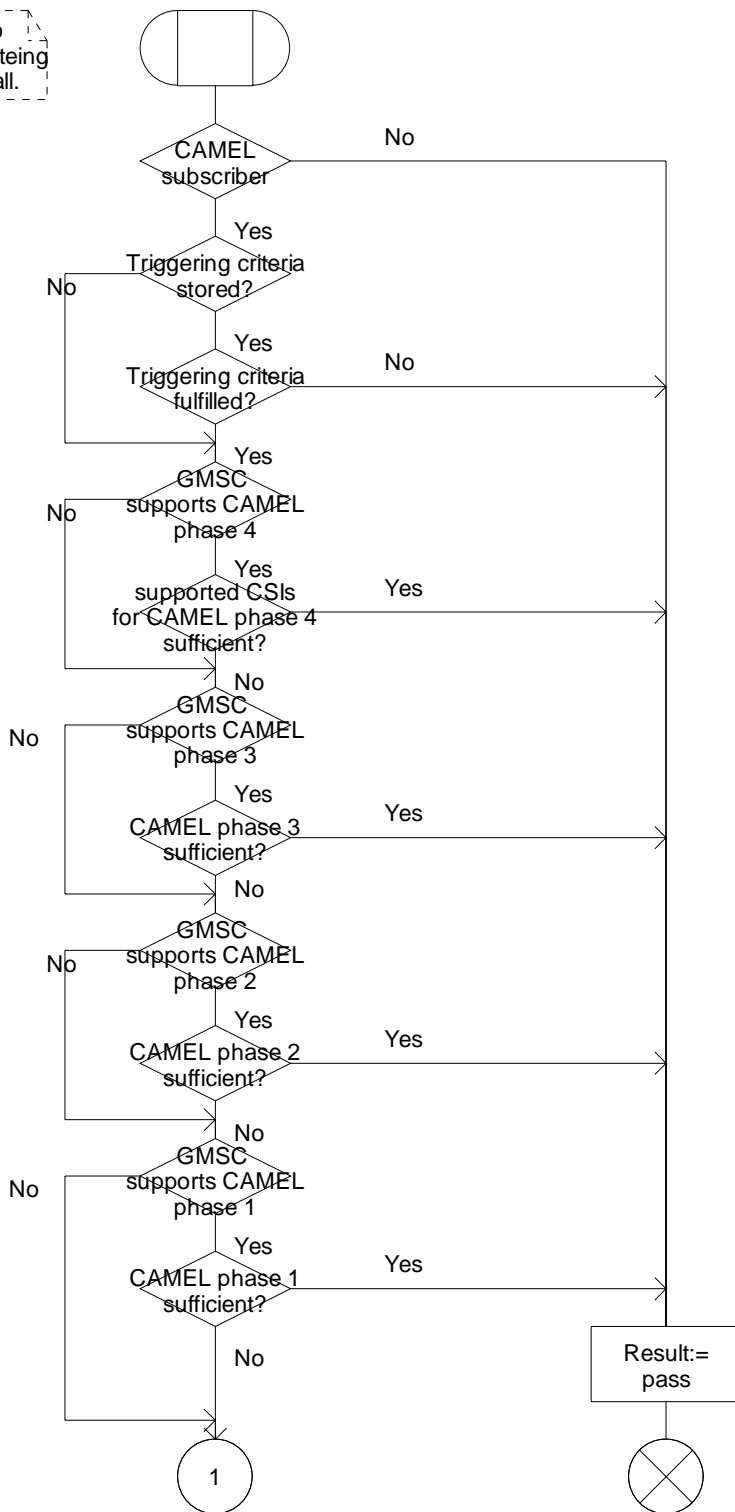 teing
all.
CAMEL
subscriber
No
Yes
Triggering criteria
stored?
No
Yes
Triggering criteria
fulfilled?
No
Yes
GMSC
supports CAMEL
phase 4
No
Yes
supported CSIs
for CAMEL phase 4
sufficient?
Yes
No
GMSC
supports CAMEL
phase 3
No
Yes
CAMEL phase 3
sufficient?
Yes
No
GMSC
supports CAMEL
phase 2
No
Yes
CAMEL phase 2
sufficient?
Yes
No
GMSC
supports CAMEL
phase 1
No
Yes
CAMEL phase 1
sufficient?
Yes
No
Result:=
pass
1